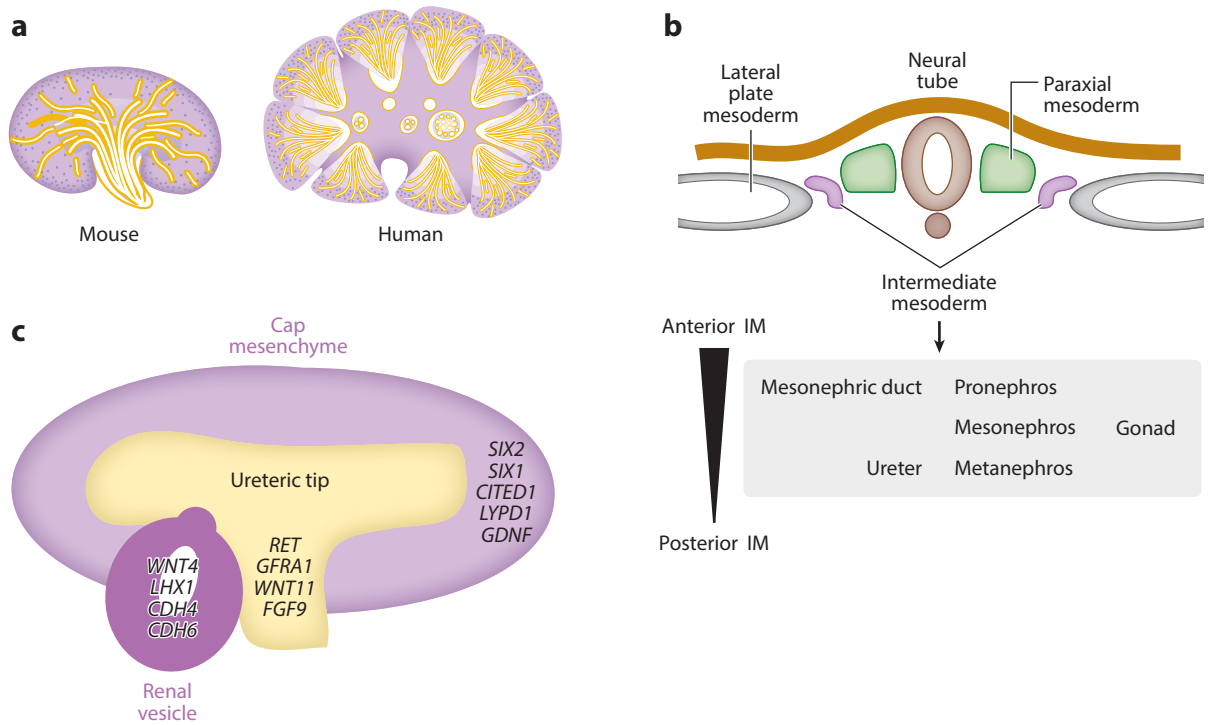 a
Mouse
Human
b
Lateral
plate
mesoderm
Neural
tube
Paraxial
mesoderm
Intermediate
mesoderm
Anterior IM
Mesonephric duct Pronephros
Mesonephros Gonad
Ureter Metanephros
Posterior IM
c
Cap
mesenchyme
Ureteric tip
SIX2
SIX1
CITED1
LYPD1
GDNF
RET
GFRA1
WNT11
FGF9
WNT4
LHX1
CDH4
CDH6
Renal
vesicle